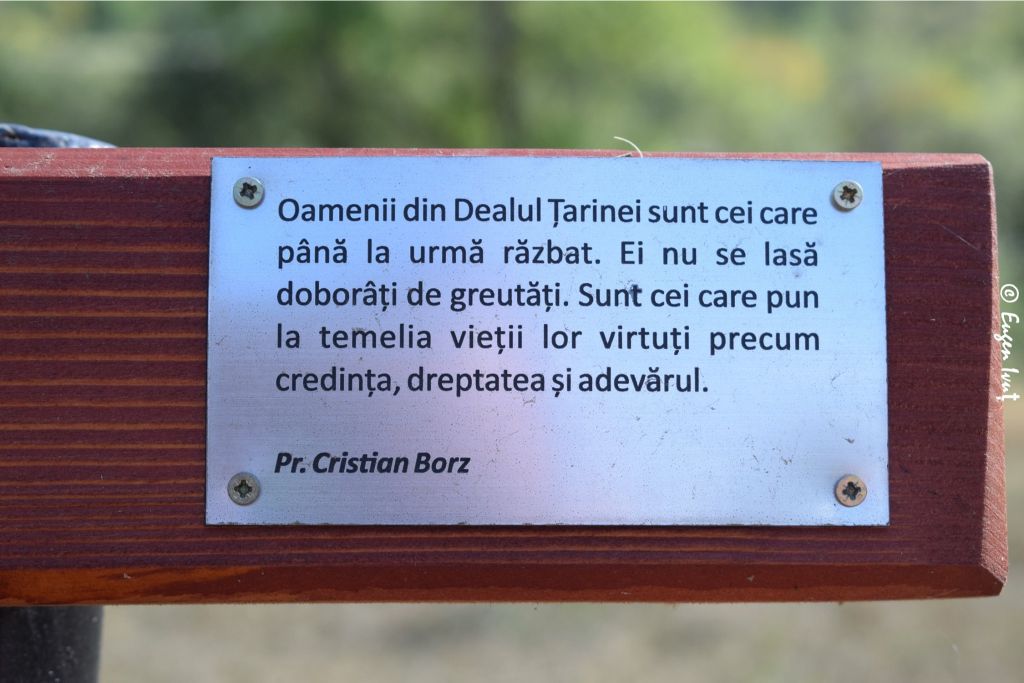 Oamenii din Dealul Țarinei sunt cei care
până la urmă răzbat. Ei nu se lasă
doborâți de greutăți. Sunt cei care pun
la temelia vieții lor virtuți precum
credința, dreptatea și adevărul.
Pr. Cristian Borz
© Eugen Ivuț